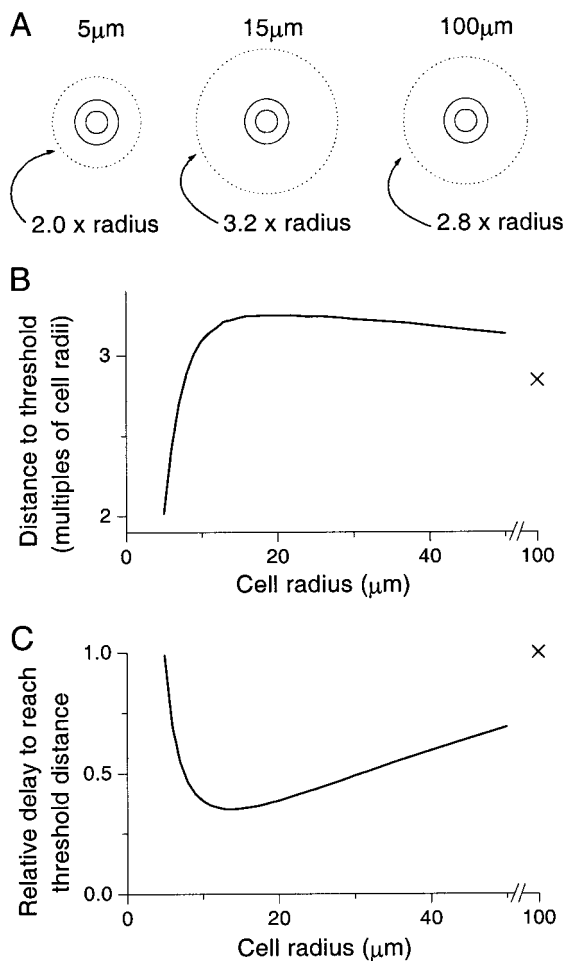 A
5μm 15μm 100μm
2.0 x radius 3.2 x radius 2.8 x radius
B
Distance to threshold
(multiples of cell radii)
3
2
0 20 40 100
Cell radius (μm)
C
Relative delay to reach
threshold distance
1.0
0.5
0.0
0 20 40 100
Cell radius (μm)